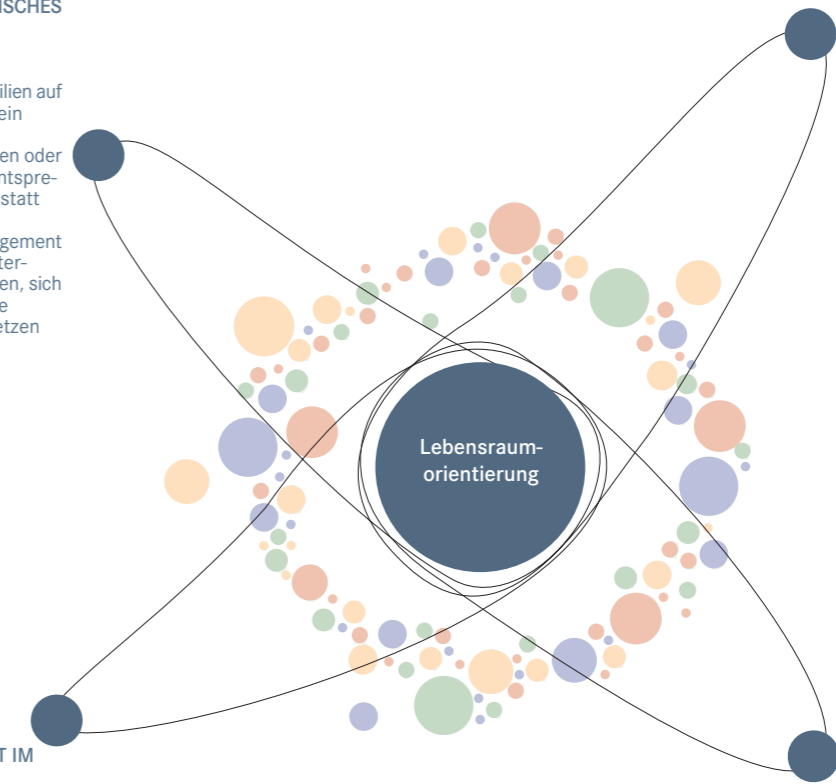 ISCHES
ilien auf
ein
en oder
ntspre-
statt
gement
ter-
en, sich
e
etzen
Lebensraum-
orientierung
T IM